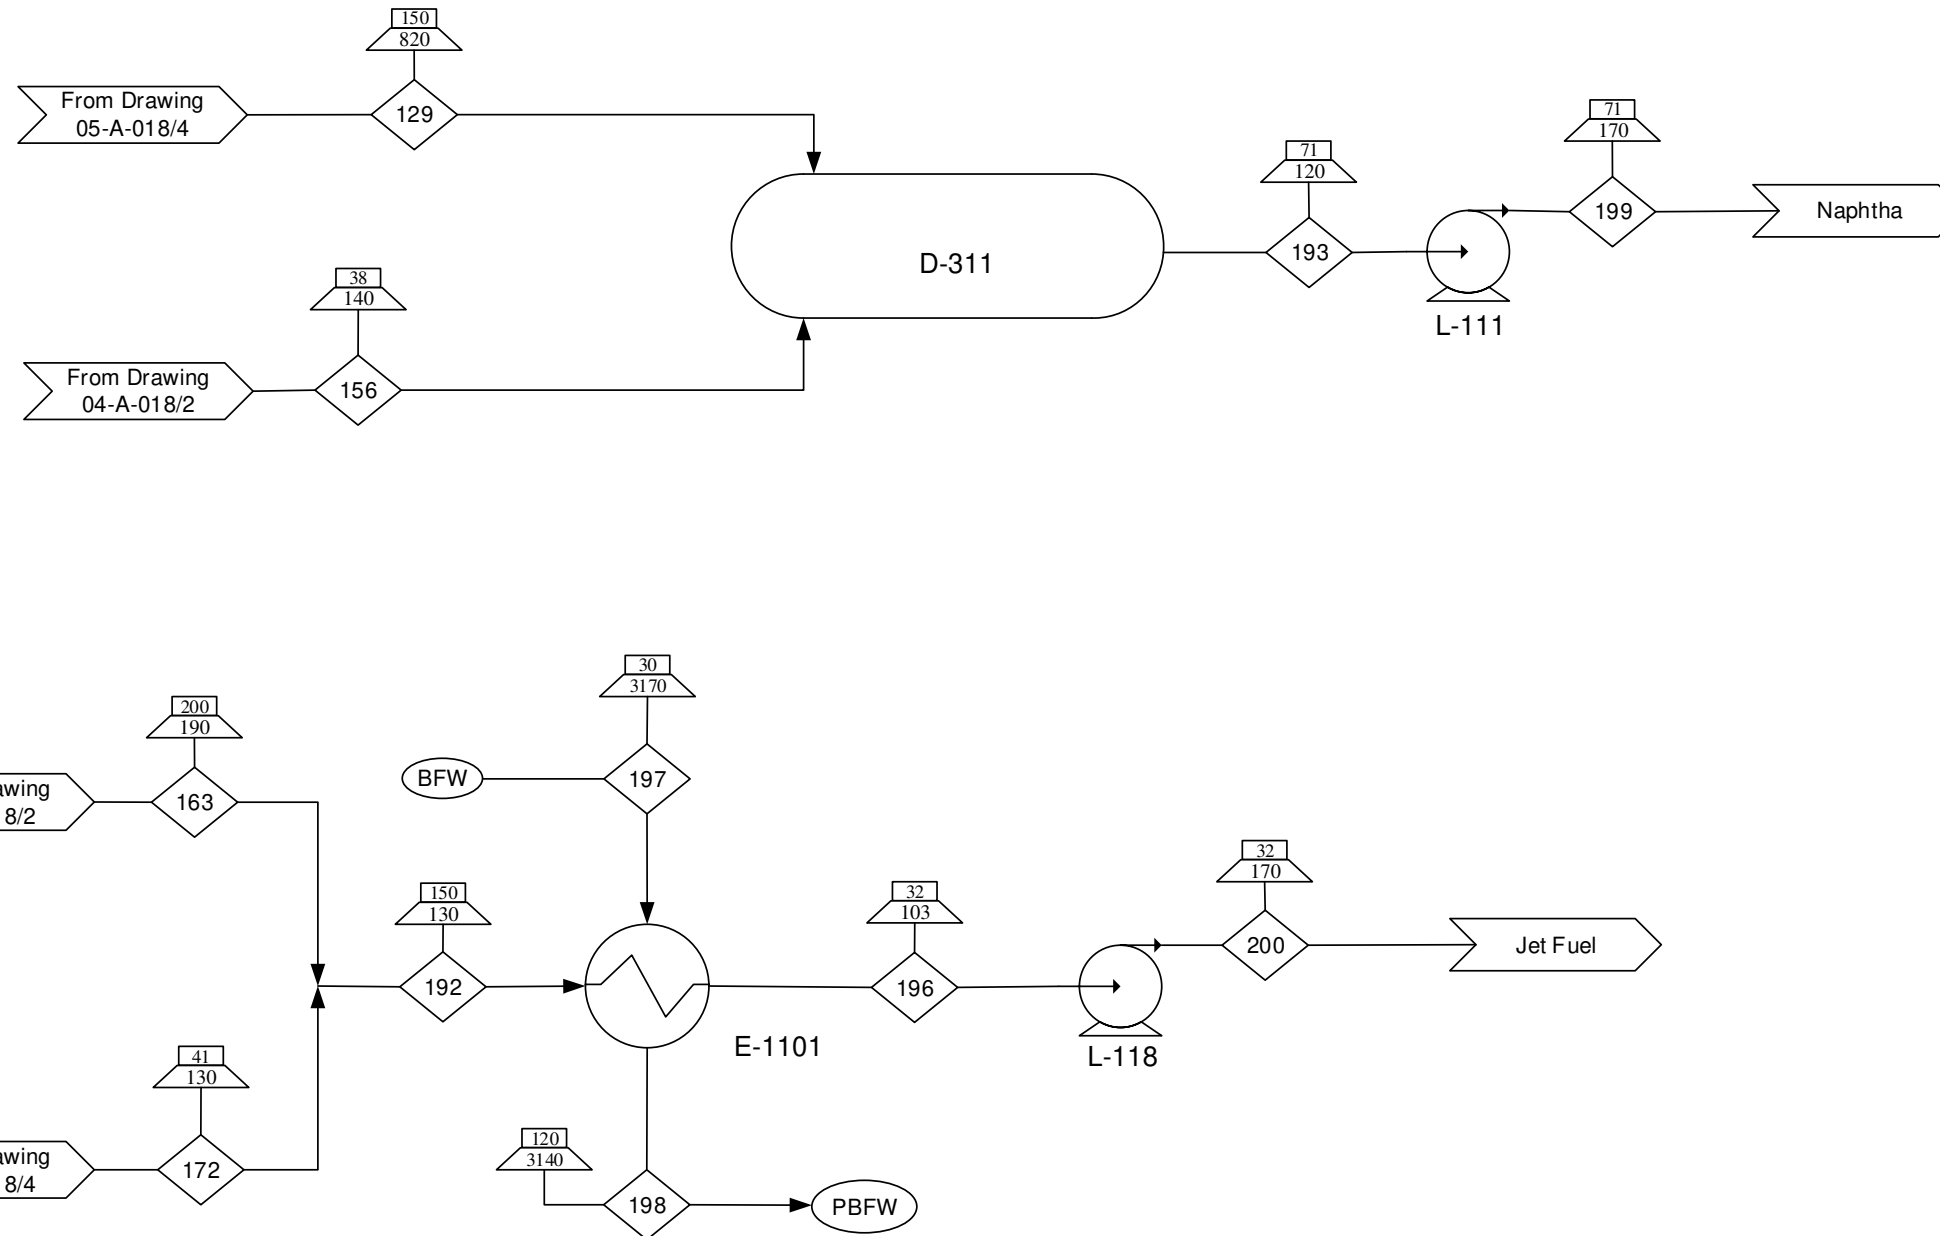 150
820
From Drawing
05-A-018/4
129
71
170
71
120
199
Naphtha
193
D-311
L-111
38
140
From Drawing
04-A-018/2
156
30
3170
200
190
BFW
197
awing
8/2
163
32
170
150
130
32
103
200
Jet Fuel
192
196
E-1101
L-118
41
130
120
3140
awing
8/4
172
198
PBFW